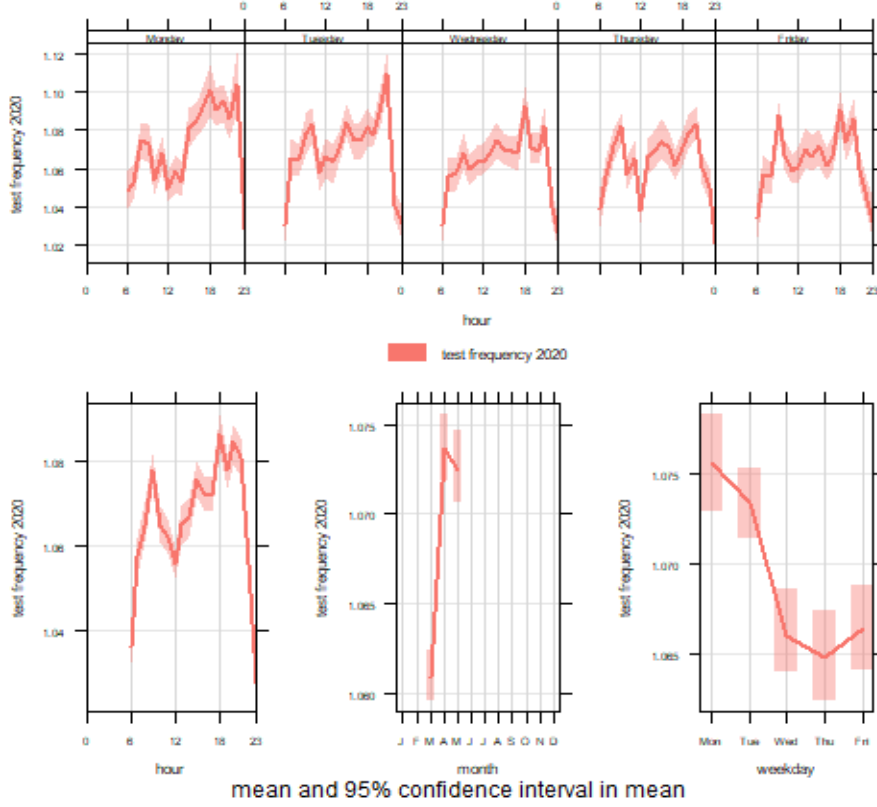 0 23 0 23
Monday Tuesday Wednesday Thursday Friday
1.12
1.10
1.08
1.06
1.04
1.02
test frequency 2020
6 18 6 18
0 6 12 18 23 0 6 12 18 23 0 6 12 18 23
hour
test frequency 2020
1.08
1.06
1.04
test frequency 2020
0 6 12 18 23
hour
1.075
1.070
1.065
1.060
test frequency 2020
J F M A M J J A S O N D
month
1.075
1.070
1.065
test frequency 2020
Mon Tue Wed Thu Fri
weekday
mean and 95% confidence interval in mean